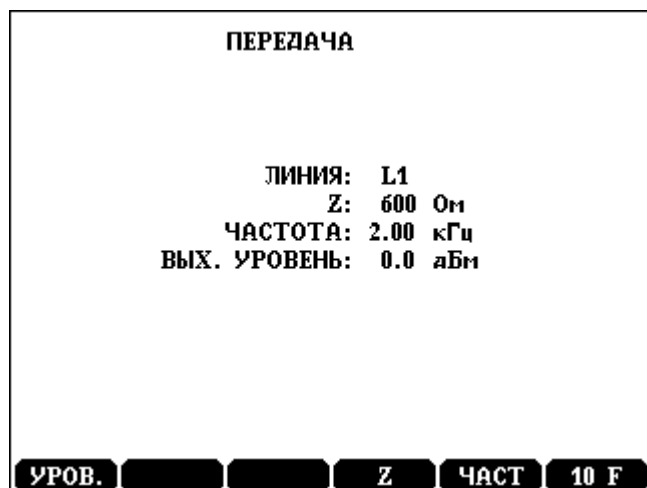 ПЕРЕДАЧА
ЛИНИЯ: L1
Z: 600 Ом
ЧАСТОТА: 2.00 кГц
ВЫХ. УРОВЕНЬ: 0.0 дБм
УРОВ. Z ЧАСТ 10 F